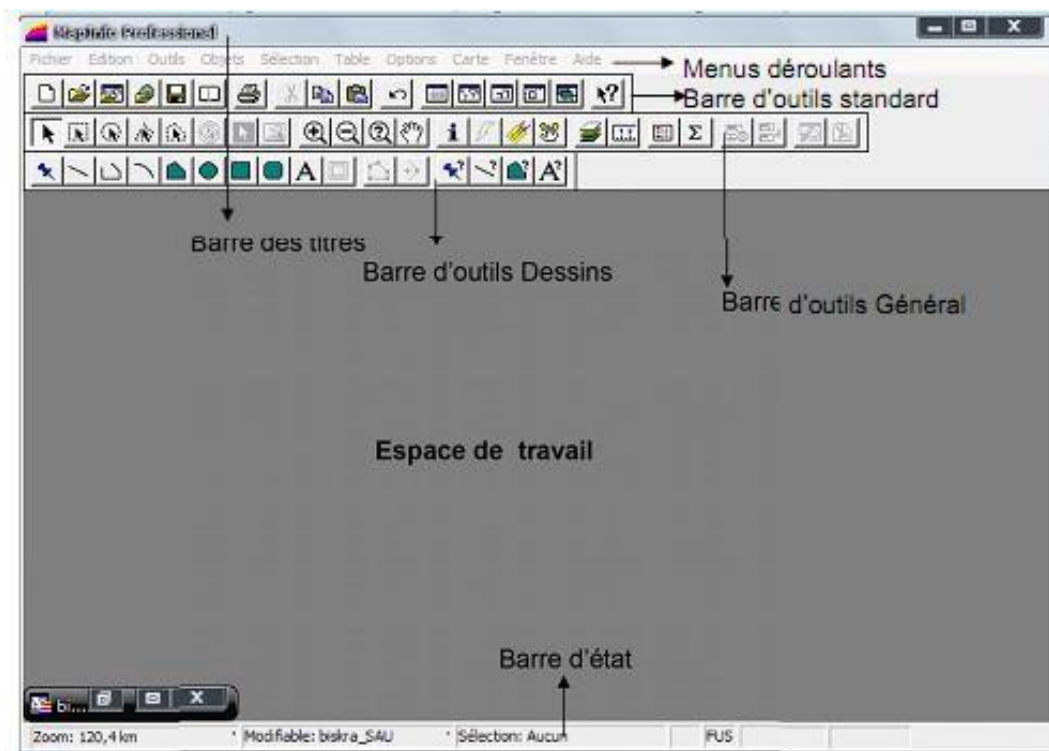 MapInfo Professional
Fichier Edition Outils Objets Sélection Table Options Carte Fenêtre Aide
Menus déroulants
Barre d'outils standard
Barre des titres
Barre d'outils Dessins
Barre d'outils Général
Espace de travail
Barre d'état
bi...
Zoom: 120,4 km Modifiable: biskra_SAU Sélection: Aucun FUS